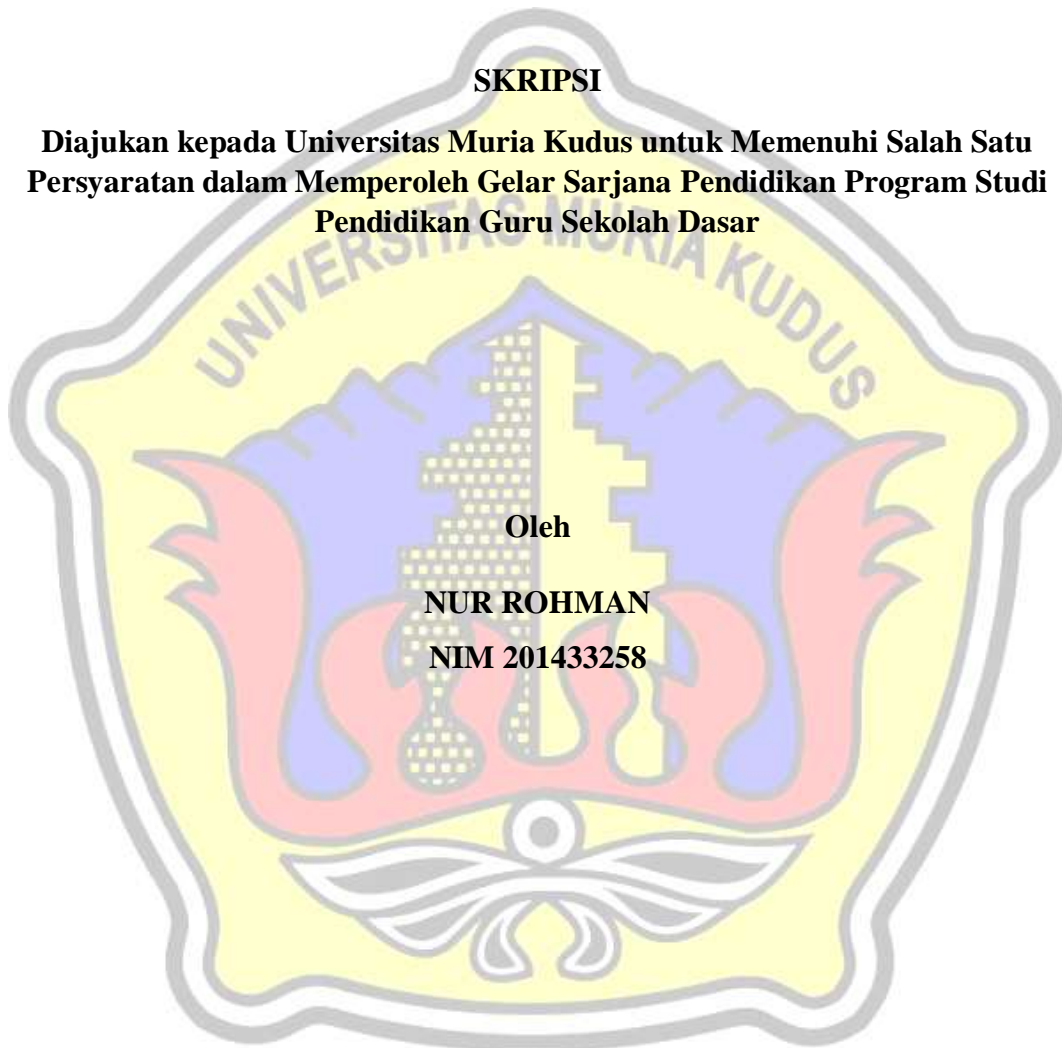 SKRIPSI
Diajukan kepada Universitas Muria Kudus untuk Memenuhi Salah Satu
Persyaratan dalam Memperoleh Gelar Sarjana Pendidikan Program Studi
Pendidikan Guru Sekolah Dasar
UNIVERSITAS MURIA KUDUS
Oleh
NUR ROHMAN
NIM 201433258